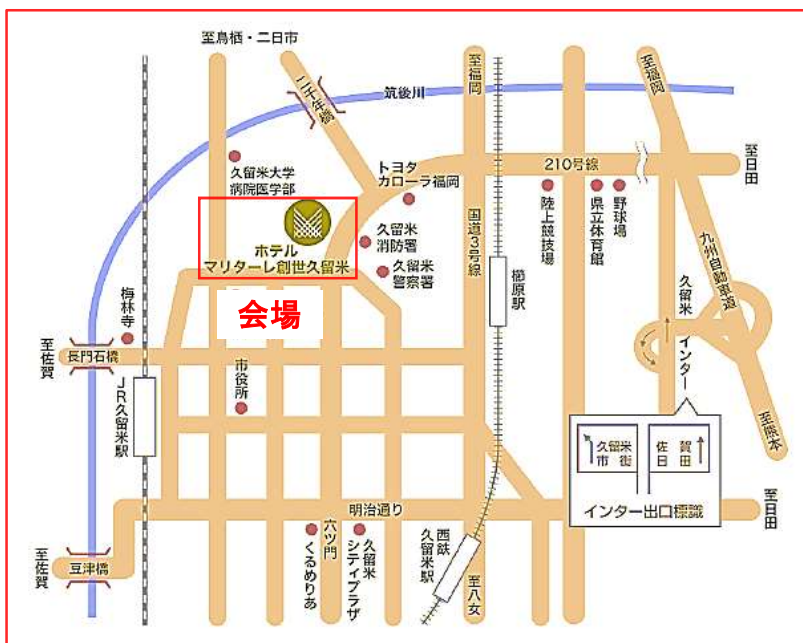 至鳥栖・二日市
二千年橋
筑後川
至福岡
至福岡
久留米大学
病院医学部
トヨタ
カローラ福岡
210号線
至日田
ホテル
マリターレ創世久留米
久留米
消防署
久留米
警察署
国道3号線
陸上競技場
県立体育館
野球場
九州自動車道
櫛原駅
久留米
インター
会場
梅林寺
至佐賀
長門石橋
JR久留米駅
市役所
至熊本
久留米
市街
佐賀
日田
インター出口標識
明治通り
至日田
六ツ門
くるめりあ
久留米
シティプラザ
西鉄
久留米駅
至八女
至佐賀
豆津橋